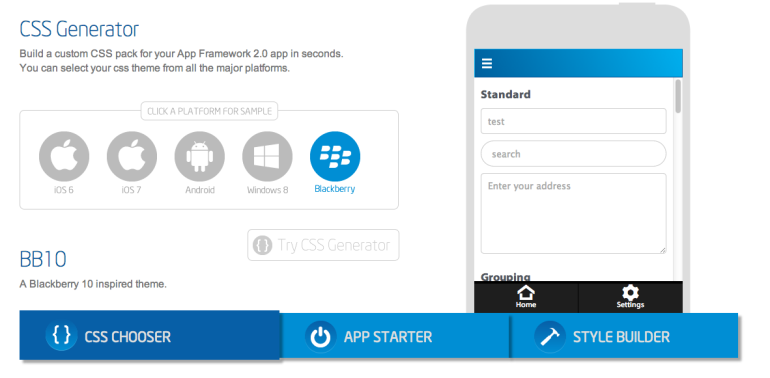 CSS Generator
Build a custom CSS pack for your App Framework 2.0 app in seconds.
You can select your css theme from all the major platforms.
CLICK A PLATFORM FOR SAMPLE
iOS 6
iOS 7
Android
Windows 8
Blackberry
{ } Try CSS Generator
BB10
A Blackberry 10 inspired theme.
Standard
test
search
Enter your address
Grouping
Home
Settings
{ } CSS CHOOSER
APP STARTER
STYLE BUILDER